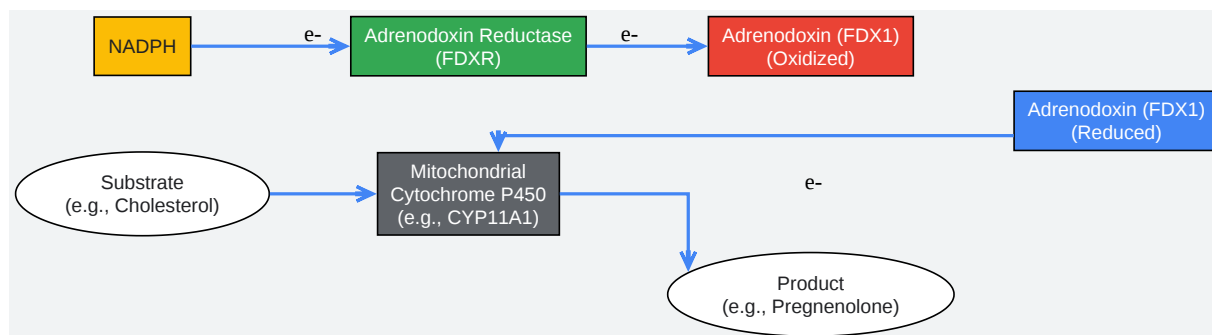 NADPH
e-
Adrenodoxin Reductase
(FDXR)
e-
Adrenodoxin (FDX1)
(Oxidized)
Adrenodoxin (FDX1)
(Reduced)
Substrate
(e.g., Cholesterol)
Mitochondrial
Cytochrome P450
(e.g., CYP11A1)
e-
Product
(e.g., Pregnenolone)